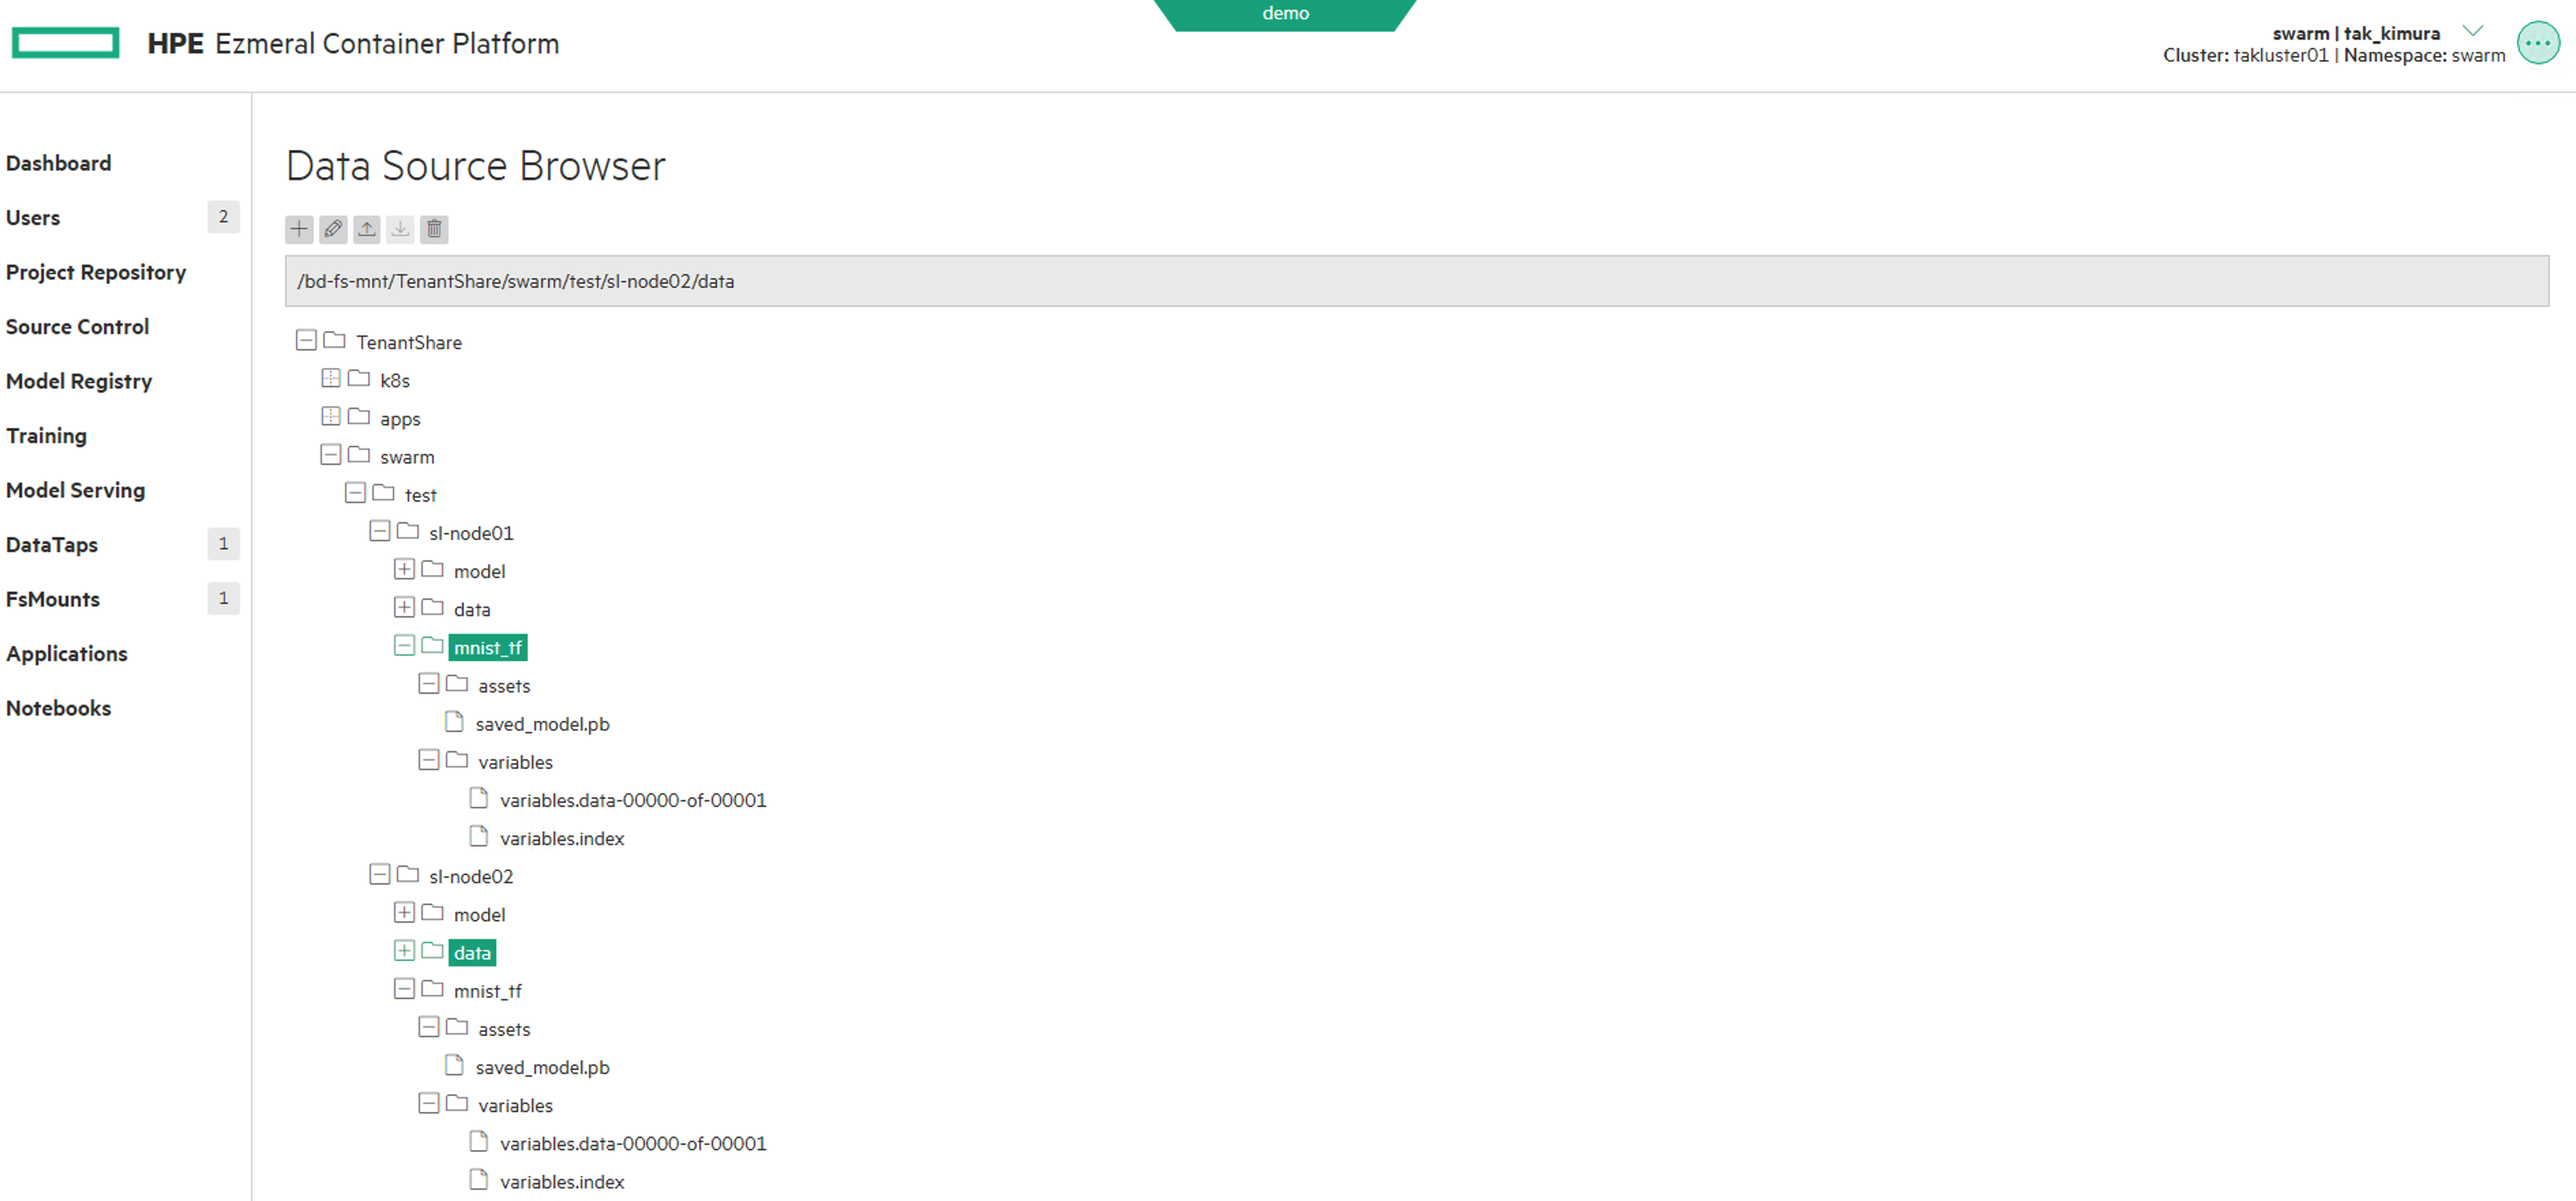 demo
HPE Ezmeral Container Platform
swarm | tak_kimura
Cluster: takluster01 | Namespace: swarm
Dashboard
Users 2
Project Repository
Source Control
Model Registry
Training
Model Serving
DataTaps 1
FsMounts 1
Applications
Notebooks
Data Source Browser
/bd-fs-mnt/TenantShare/swarm/test/sl-node02/data
TenantShare
k8s
apps
swarm
test
sl-node01
model
data
mnist_tf
assets
saved_model.pb
variables
variables.data-00000-of-00001
variables.index
sl-node02
model
data
mnist_tf
assets
saved_model.pb
variables
variables.data-00000-of-00001
variables.index